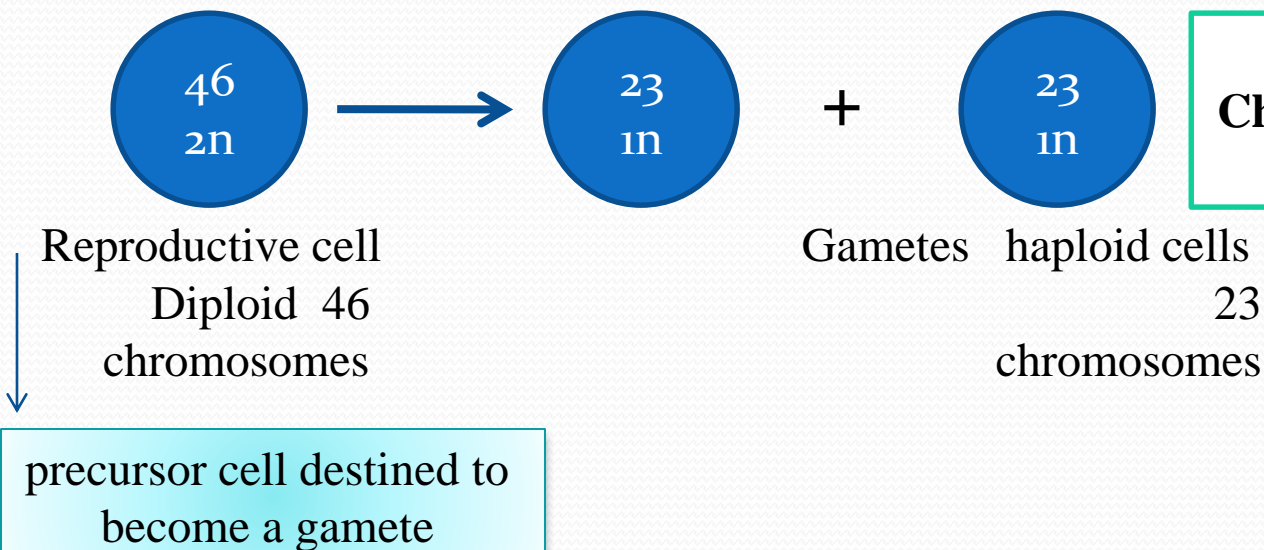 46
2n
23
1n
+
23
1n
Reproductive cell
Diploid 46
chromosomes
Gametes haploid cells
23
chromosomes
precursor cell destined to
become a gamete